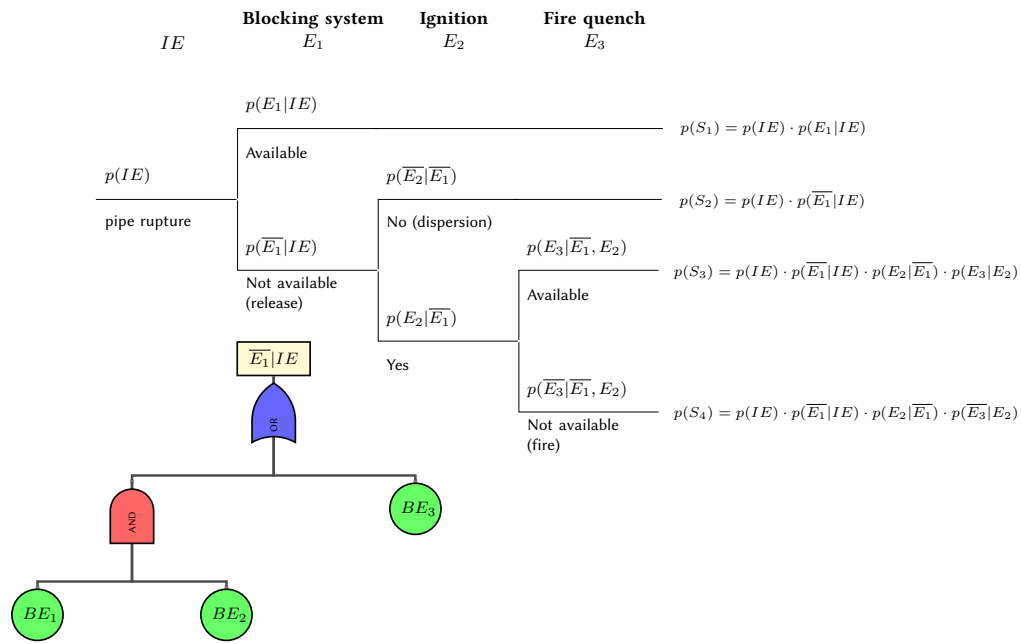 Blocking system Ignition Fire quench
IE E₁ E₂ E₃
p(E₁|IE)
p(S₁) = p(IE) · p(E₁|IE)
Available
p(IE) p(E̅₂|E̅₁)
p(S₂) = p(IE) · p(E̅₁|IE)
pipe rupture No (dispersion)
p(E̅₁|IE) p(E₃|E̅₁, E₂)
p(S₃) = p(IE) · p(E̅₁|IE) · p(E₂|E̅₁) · p(E₃|E₂)
Not available Available
(release)
p(E₂|E̅₁)
E̅₁|IE Yes
p(E̅₃|E̅₁, E₂)
p(S₄) = p(IE) · p(E̅₁|IE) · p(E₂|E̅₁) · p(E̅₃|E₂)
OR Not available
(fire)
BE₃
AND
BE₁ BE₂